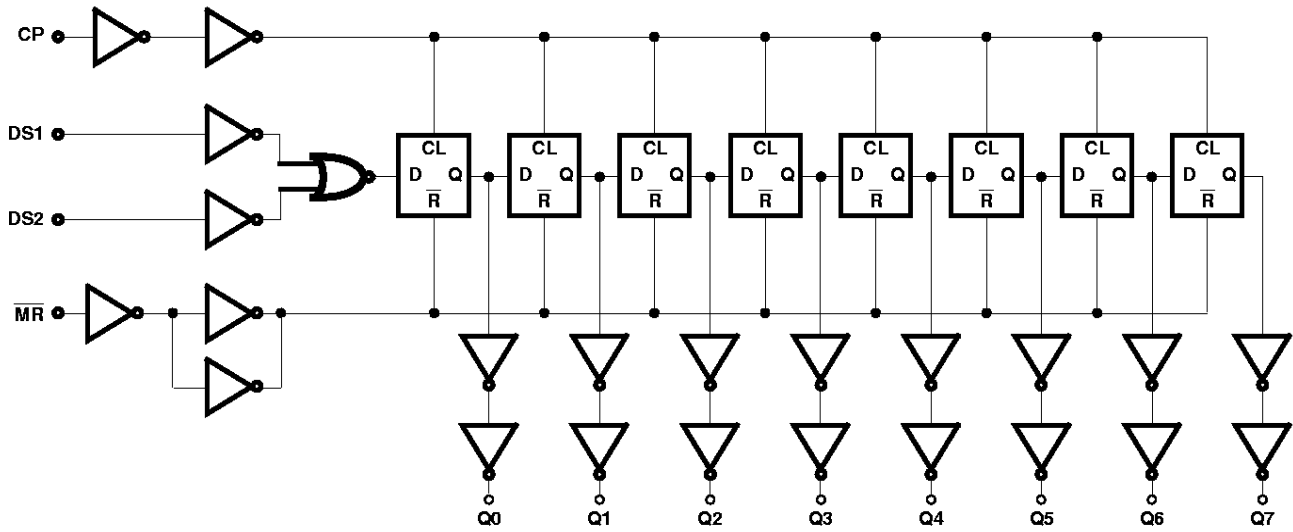 CP
DS1
CL CL CL CL CL CL CL CL
D Q D Q D Q D Q D Q D Q D Q D Q
R̅ R̅ R̅ R̅ R̅ R̅ R̅ R̅
DS2
M̅R̅
Q0 Q1 Q2 Q3 Q4 Q5 Q6 Q7